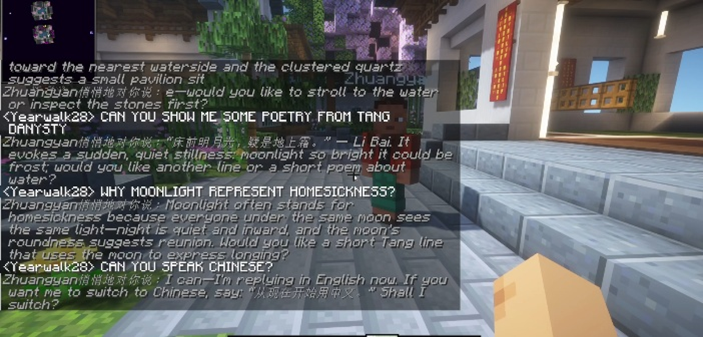 toward the nearest waterside and the clustered quartz
suggests a small pavilion sit
Zhuangya
Zhuangyan悄悄地对你说：e—would you like to stroll to the water
or inspect the stones first?
<Yearwalk28> CAN YOU SHOW ME SOME POETRY FROM TANG
DANYSTY
Zhuangyan悄悄地对你说：“床前明月光，疑是地上霜。” — Li Bai. It
evokes a sudden, quiet stillness: moonlight so bright it could be
frost; would you like another line or a short poem about
water?
<Yearwalk28> WHY MOONLIGHT REPRESENT HOMESICKNESS?
Zhuangyan悄悄地对你说：Moonlight often stands for
homesickness because everyone under the same moon sees
the same light—night is quiet and inward, and the moon's
roundness suggests reunion. Would you like a short Tang line
that uses the moon to express longing?
<Yearwalk28> CAN YOU SPEAK CHINESE?
Zhuangyan悄悄地对你说：I can—I'm replying in English now. If you
want me to switch to Chinese, say: “从现在开始用中文。” Shall I
switch?